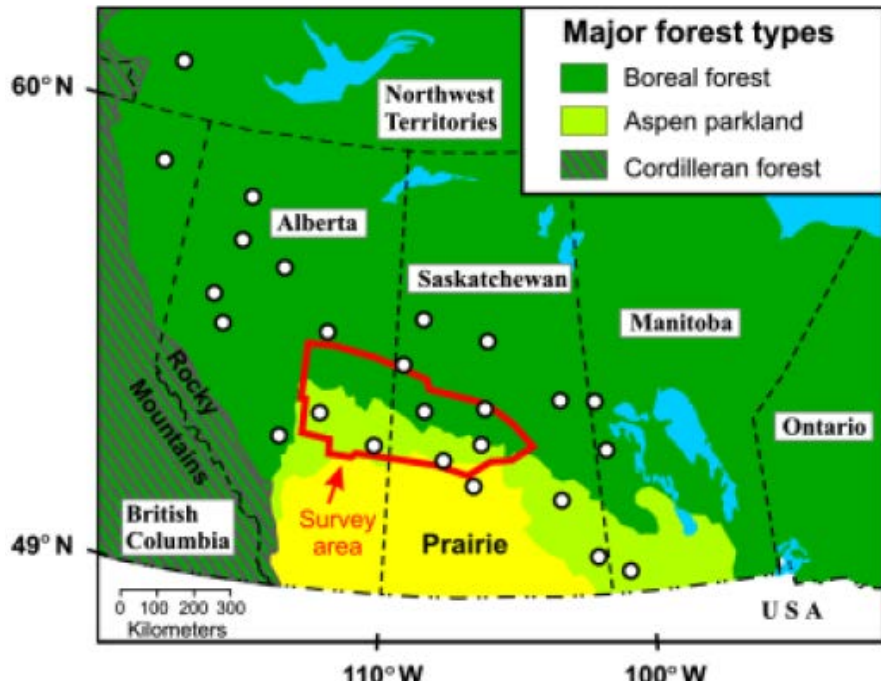 Major forest types
Boreal forest
Aspen parkland
Cordilleran forest
60° N
Northwest
Territories
Alberta
Saskatchewan
Manitoba
Rocky
Mountains
Ontario
British
Columbia
Survey
area
Prairie
49° N
0 100 200 300
Kilometers
U S A
110° W
100° W